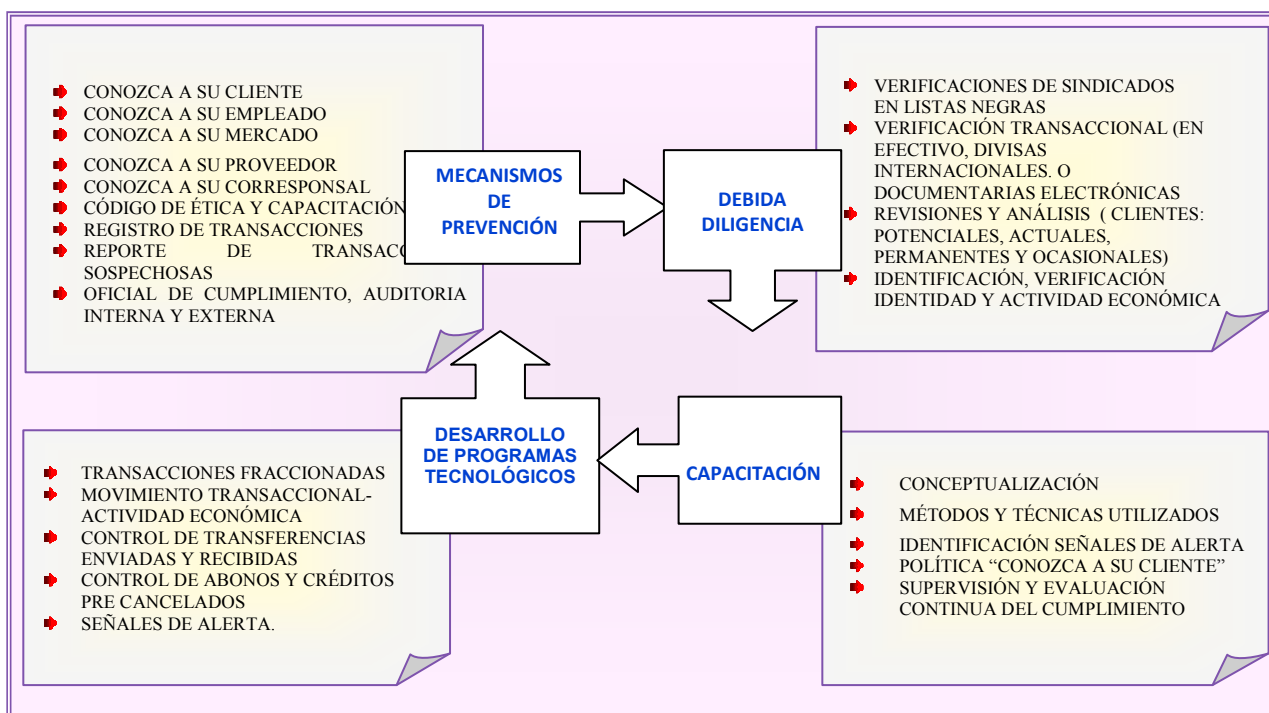 CONOZCA A SU CLIENTE
CONOZCA A SU EMPLEADO
CONOZCA A SU MERCADO
CONOZCA A SU PROVEEDOR
CONOZCA A SU CORRESPONSAL
CÓDIGO DE ÉTICA Y CAPACITACIÓN
REGISTRO DE TRANSACCIONES
REPORTE DE
SOSPECHOSAS
OFICIAL DE CUMPLIMIENTO, AUDITORIA
INTERNA Y EXTERNA
MECANISMOS
DE
PREVENCIÓN
DEBIDA
DILIGENCIA
VERIFICACIONES DE SINDICADOS
EN LISTAS NEGRAS
VERIFICACIÓN TRANSACCIONAL (EN
EFECTIVO, DIVISAS
INTERNACIONALES. O
DOCUMENTARIAS ELECTRÓNICAS
REVISIONES Y ANÁLISIS ( CLIENTES:
POTENCIALES, ACTUALES,
PERMANENTES Y OCASIONALES)
IDENTIFICACIÓN, VERIFICACIÓN
IDENTIDAD Y ACTIVIDAD ECONÓMICA
TRANSACCIONES FRACCIONADAS
MOVIMIENTO TRANSACCIONAL-
ACTIVIDAD ECONÓMICA
CONTROL DE TRANSFERENCIAS
ENVIADAS Y RECIBIDAS
CONTROL DE ABONOS Y CRÉDITOS
PRE CANCELADOS
SEÑALES DE ALERTA.
DESARROLLO
DE PROGRAMAS
TECNOLÓGICOS
CAPACITACIÓN
CONCEPTUALIZACIÓN
MÉTODOS Y TÉCNICAS UTILIZADOS
IDENTIFICACIÓN SEÑALES DE ALERTA
POLÍTICA “CONOZCA A SU CLIENTE”
SUPERVISIÓN Y EVALUACIÓN
CONTINUA DEL CUMPLIMIENTO